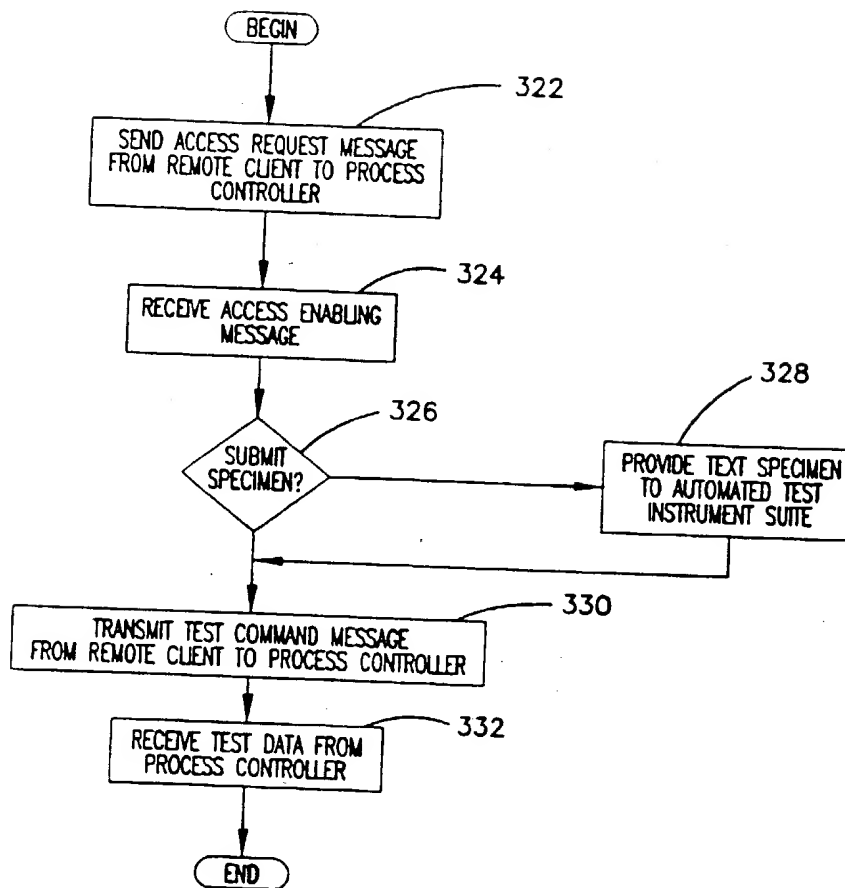 BEGIN
322
SEND ACCESS REQUEST MESSAGE
FROM REMOTE CLIENT TO PROCESS
CONTROLLER
324
RECEIVE ACCESS ENABLING
MESSAGE
326
SUBMIT
SPECIMEN?
328
PROVIDE TEXT SPECIMEN
TO AUTOMATED TEST
INSTRUMENT SUITE
330
TRANSMIT TEST COMMAND MESSAGE
FROM REMOTE CLIENT TO PROCESS CONTROLLER
332
RECEIVE TEST DATA FROM
PROCESS CONTROLLER
END